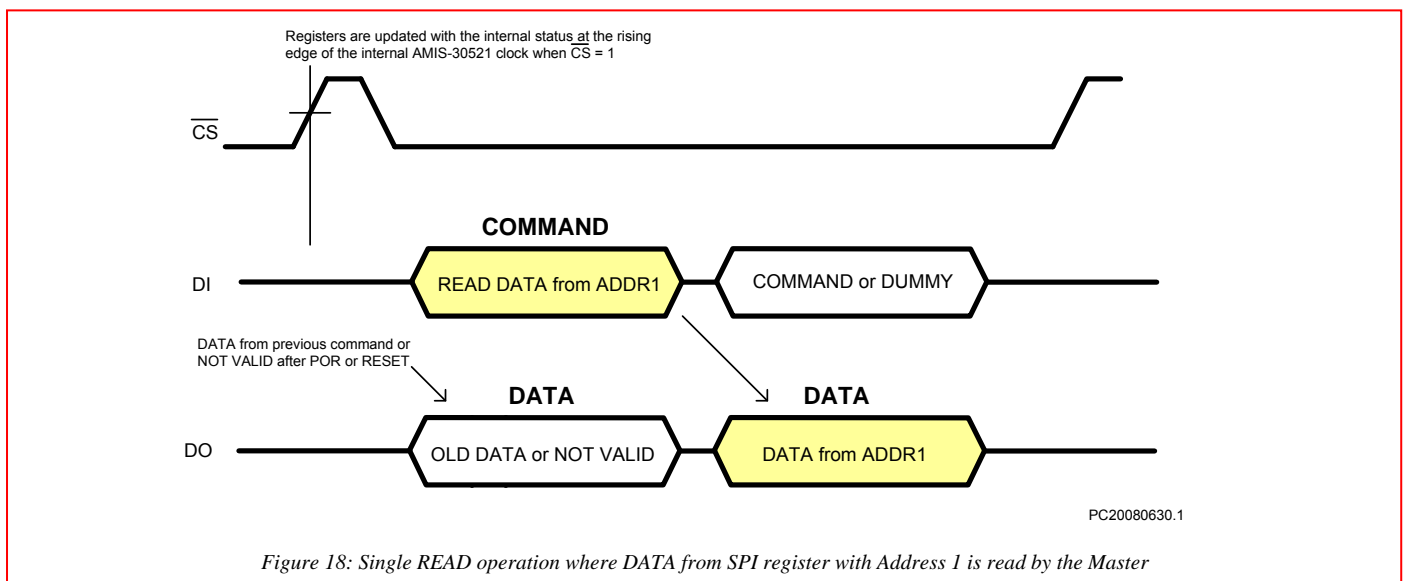 Registers are updated with the internal status at the rising
edge of the internal AMIS-30521 clock when C̅S̅ = 1
C̅S̅
COMMAND
DI
READ DATA from ADDR1
COMMAND or DUMMY
DATA from previous command or
NOT VALID after POR or RESET
DATA
DATA
DO
OLD DATA or NOT VALID
DATA from ADDR1
PC20080630.1
Figure 18: Single READ operation where DATA from SPI register with Address 1 is read by the Master